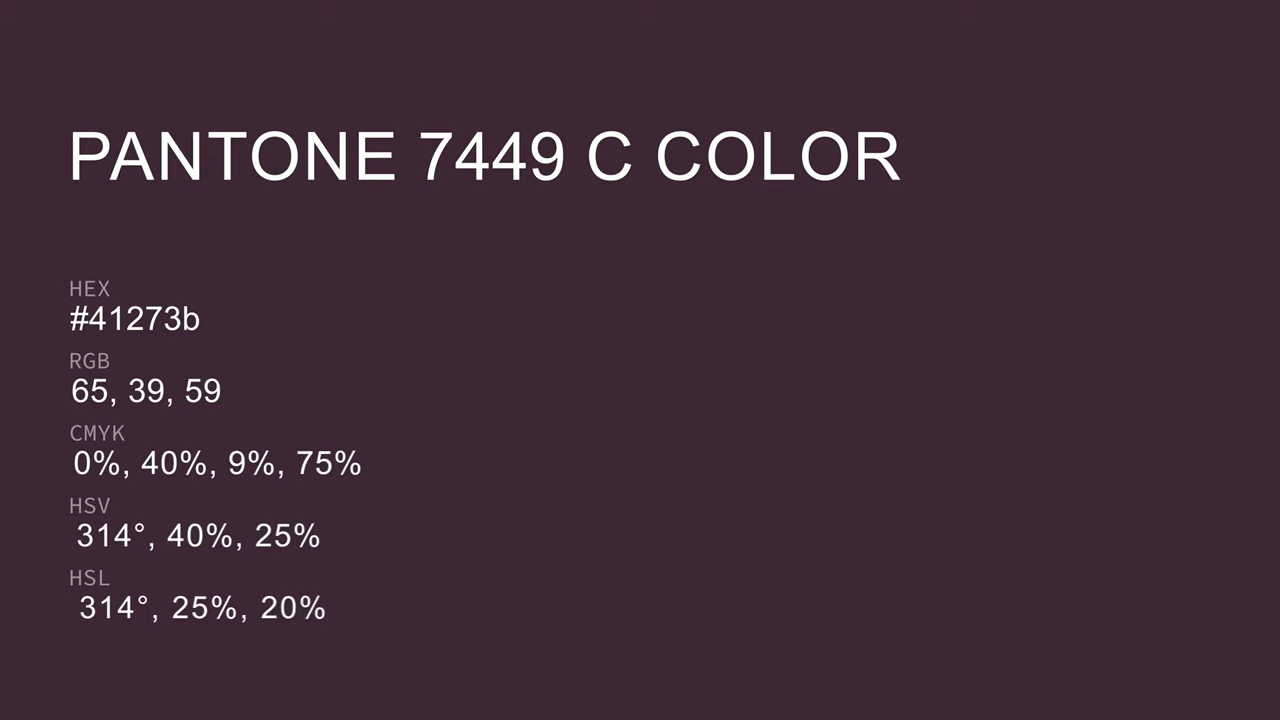 PANTONE 7449 C COLOR
HEX
#41273b
RGB
65, 39, 59
CMYK
0%, 40%, 9%, 75%
HSV
314°, 40%, 25%
HSL
314°, 25%, 20%